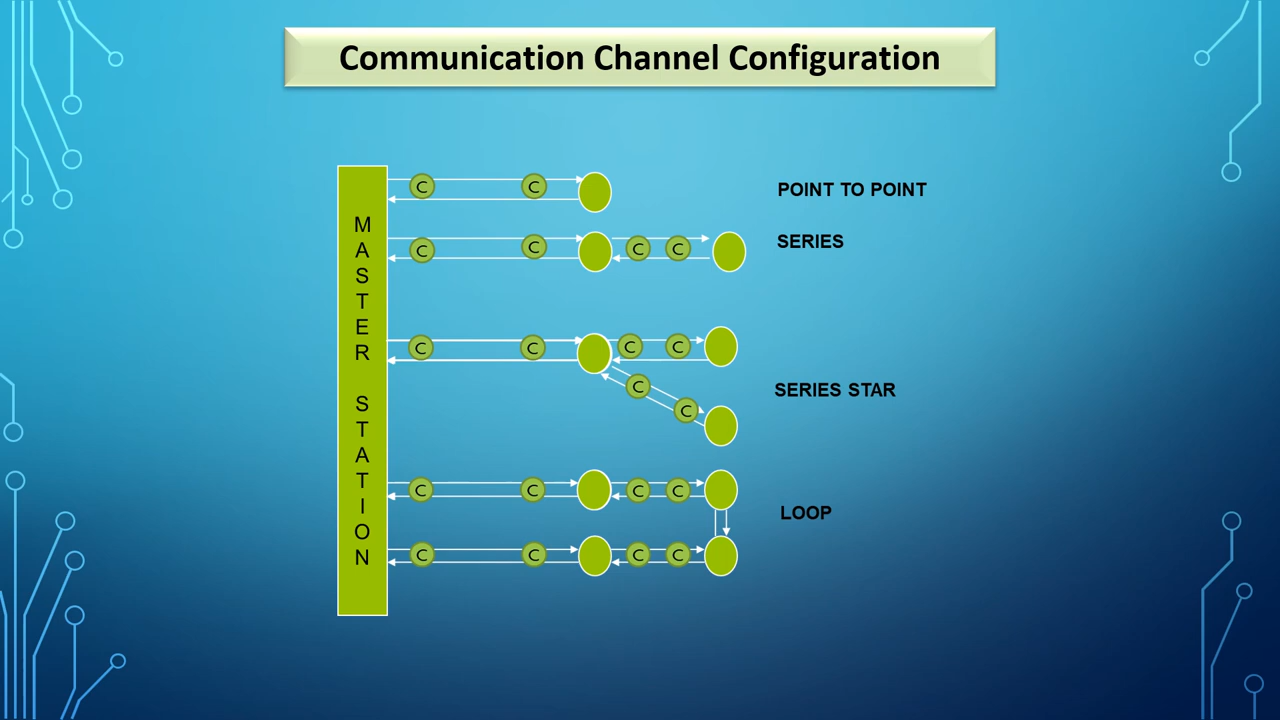 Communication Channel Configuration
MASTER STATION
C C POINT TO POINT
C C C C SERIES
C C C C
C C
SERIES STAR
C C C C
LOOP
C C C C